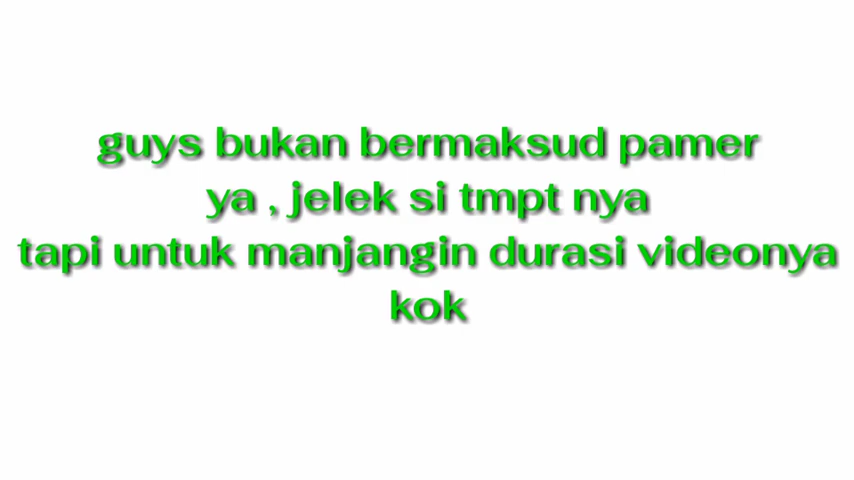 guys bukan bermaksud pamer
ya , jelek si tmpt nya
tapi untuk manjangin durasi videonya
kok